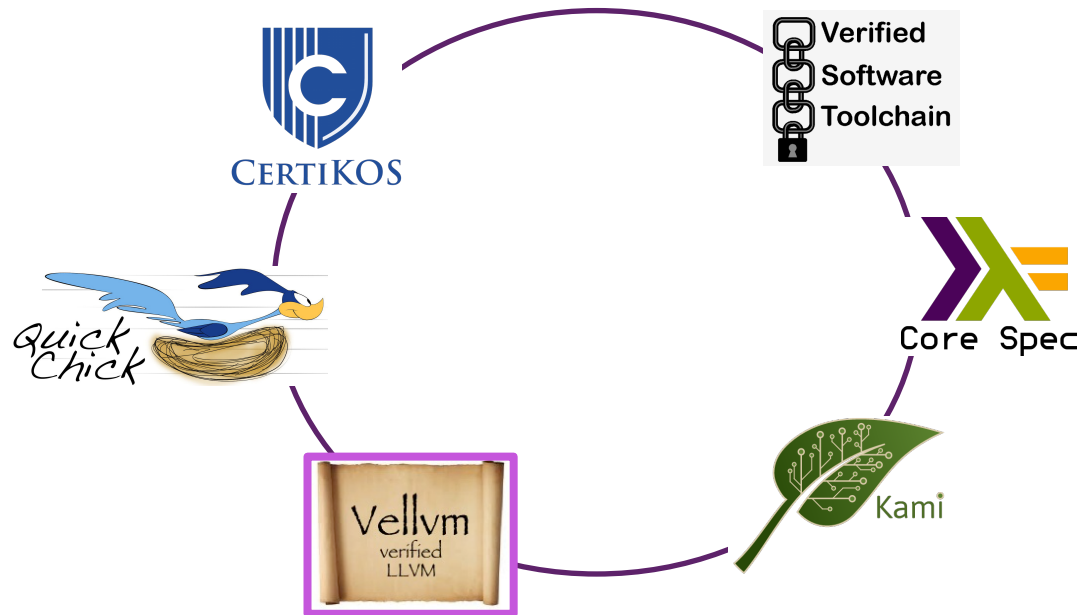 C
CERTIKOS
Verified
Software
Toolchain
Core Spec
Kami
Vellvm
verified
LLVM
Quick
Chick